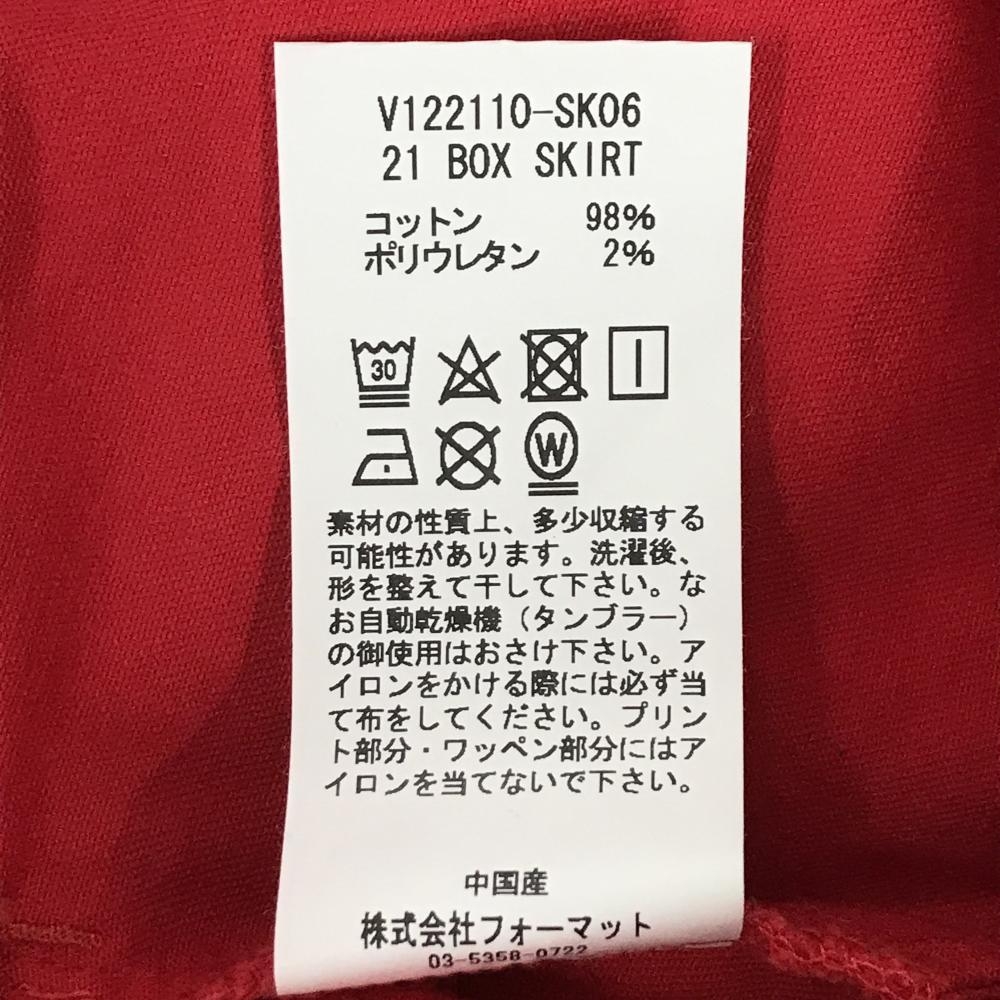 V122110-SK06
21 BOX SKIRT
コットン 98%
ポリウレタン 2%
30
W
素材の性質上、多少収縮する
可能性があります。洗濯後、
形を整えて干して下さい。な
お自動乾燥機（タンブラー）
の御使用はおさけ下さい。ア
イロンをかける際には必ず当
て布をしてください。プリン
ト部分・ワッペン部分にはア
イロンを当てないで下さい。
中国産
株式会社フォーマット
03-5358-0722